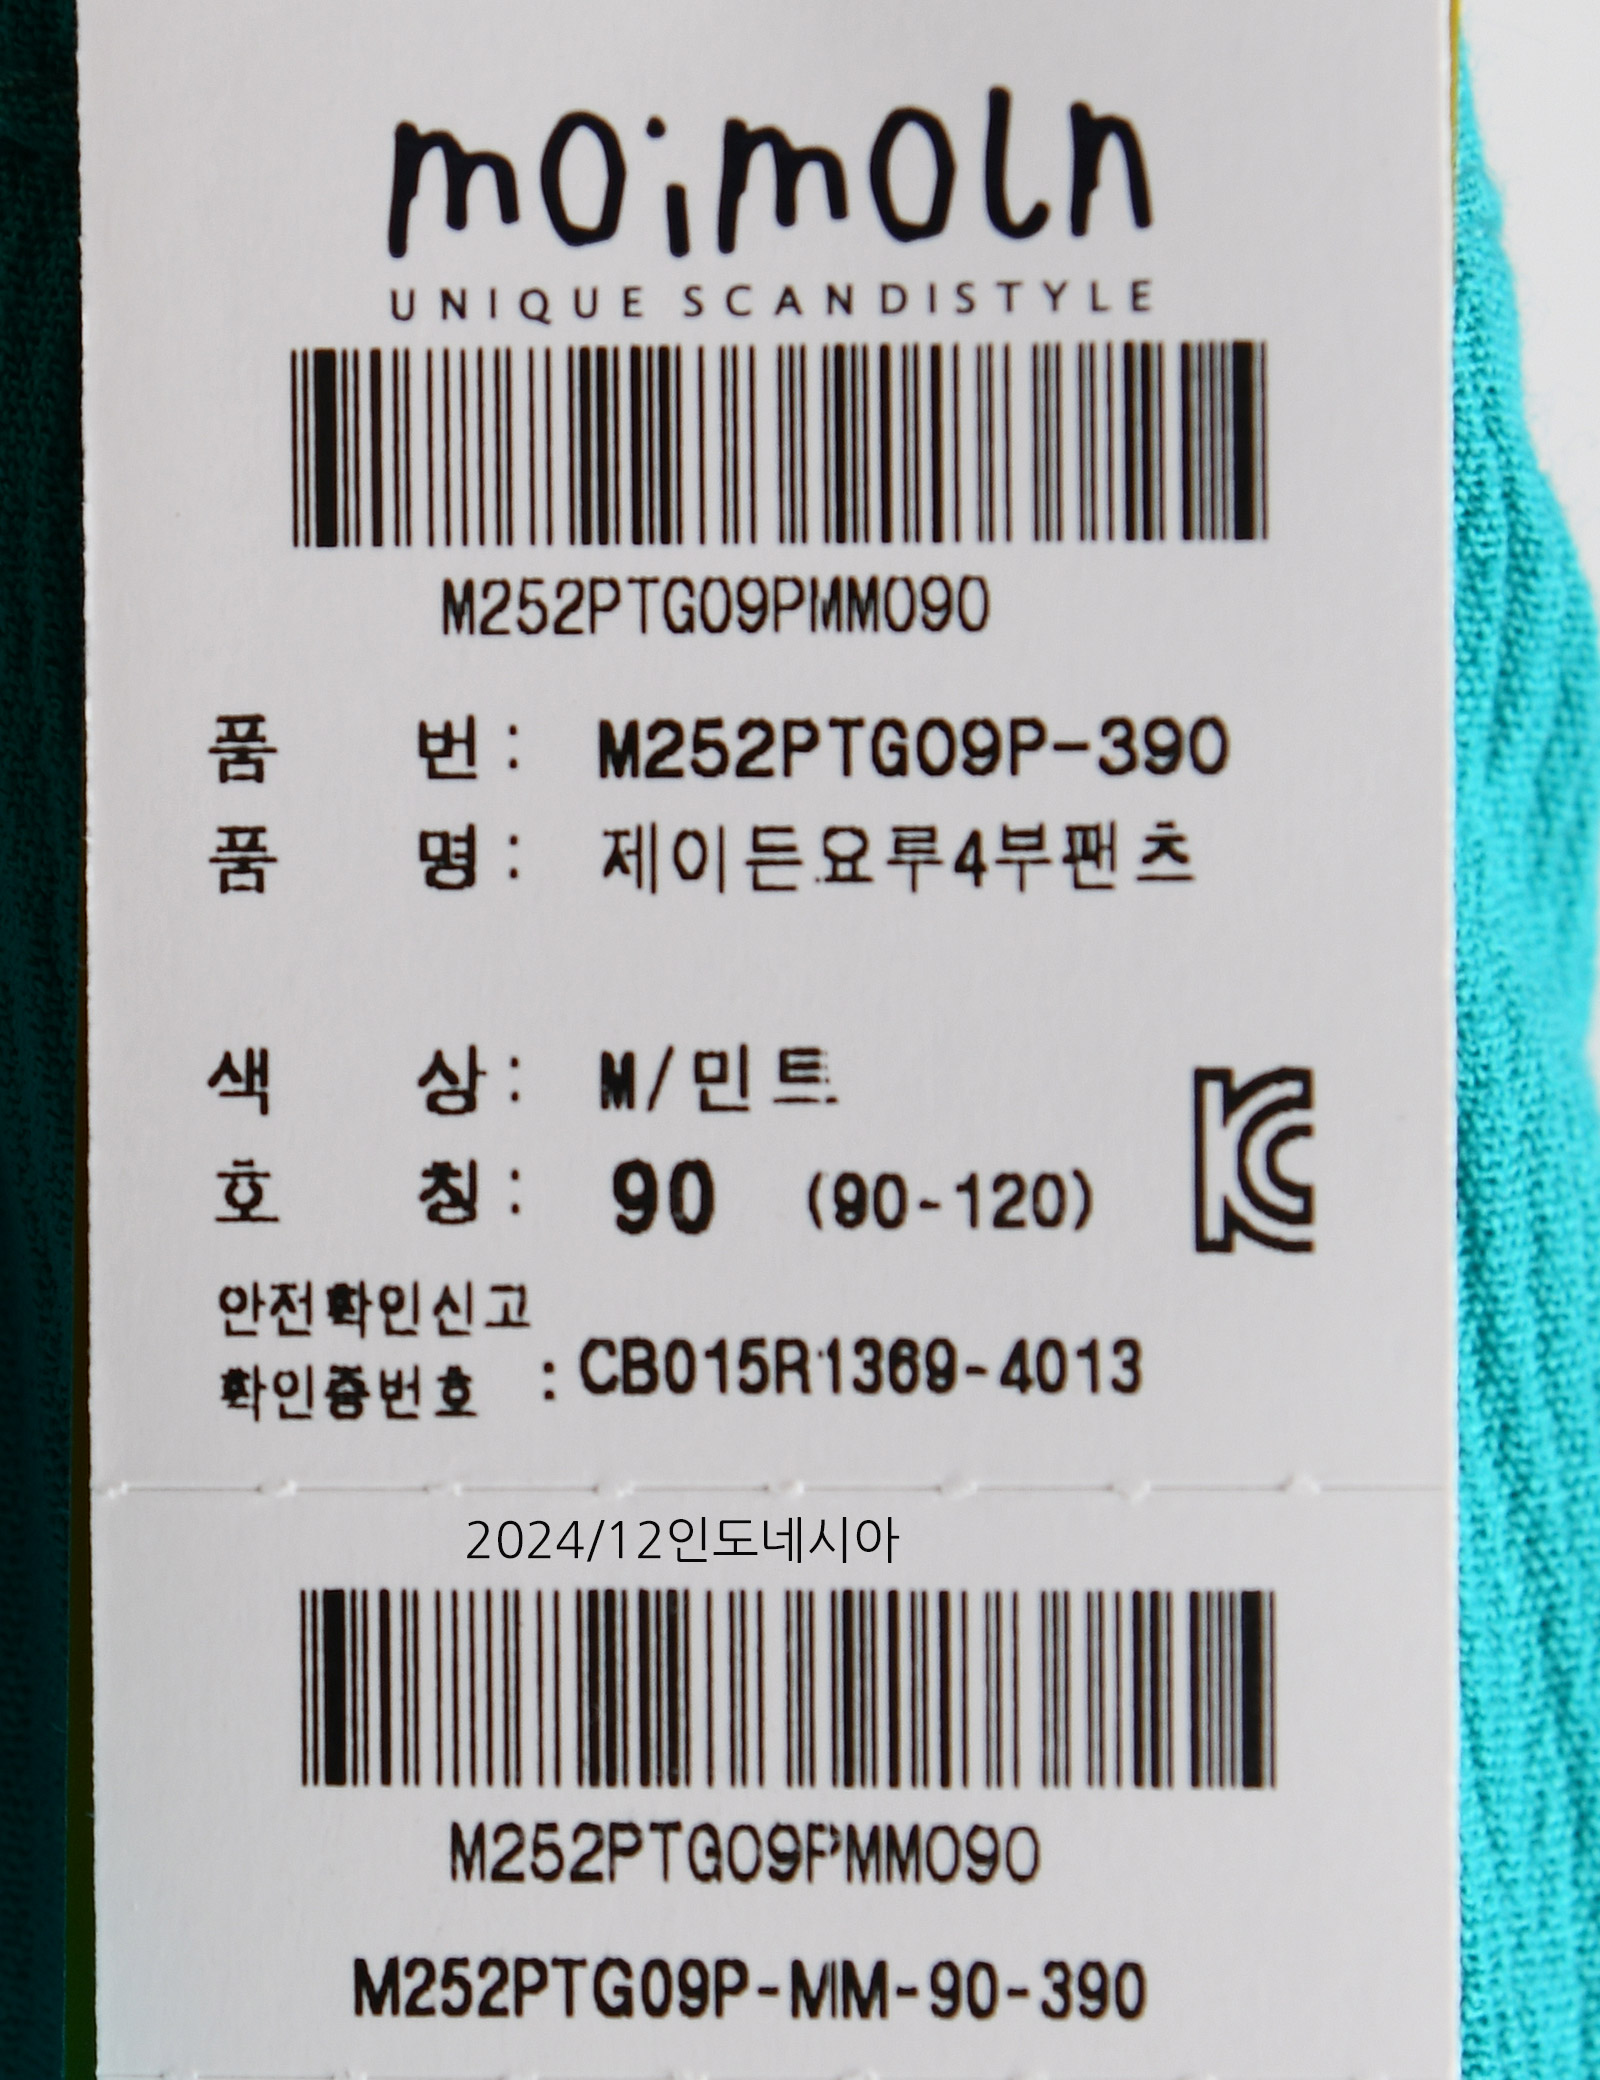 moimoln
UNIQUE SCANDISTYLE
M252PTG09PMM090
품 번 : M252PTG09P-390
품 명 : 제이든요루4부팬츠
색 상 : M/민트
호 칭 : 90 (90-120)
안전확인신고
확인증번호 : CB015R1369-4013
2024/12인도네시아
M252PTG09PMM090
M252PTG09P-MM-90-390